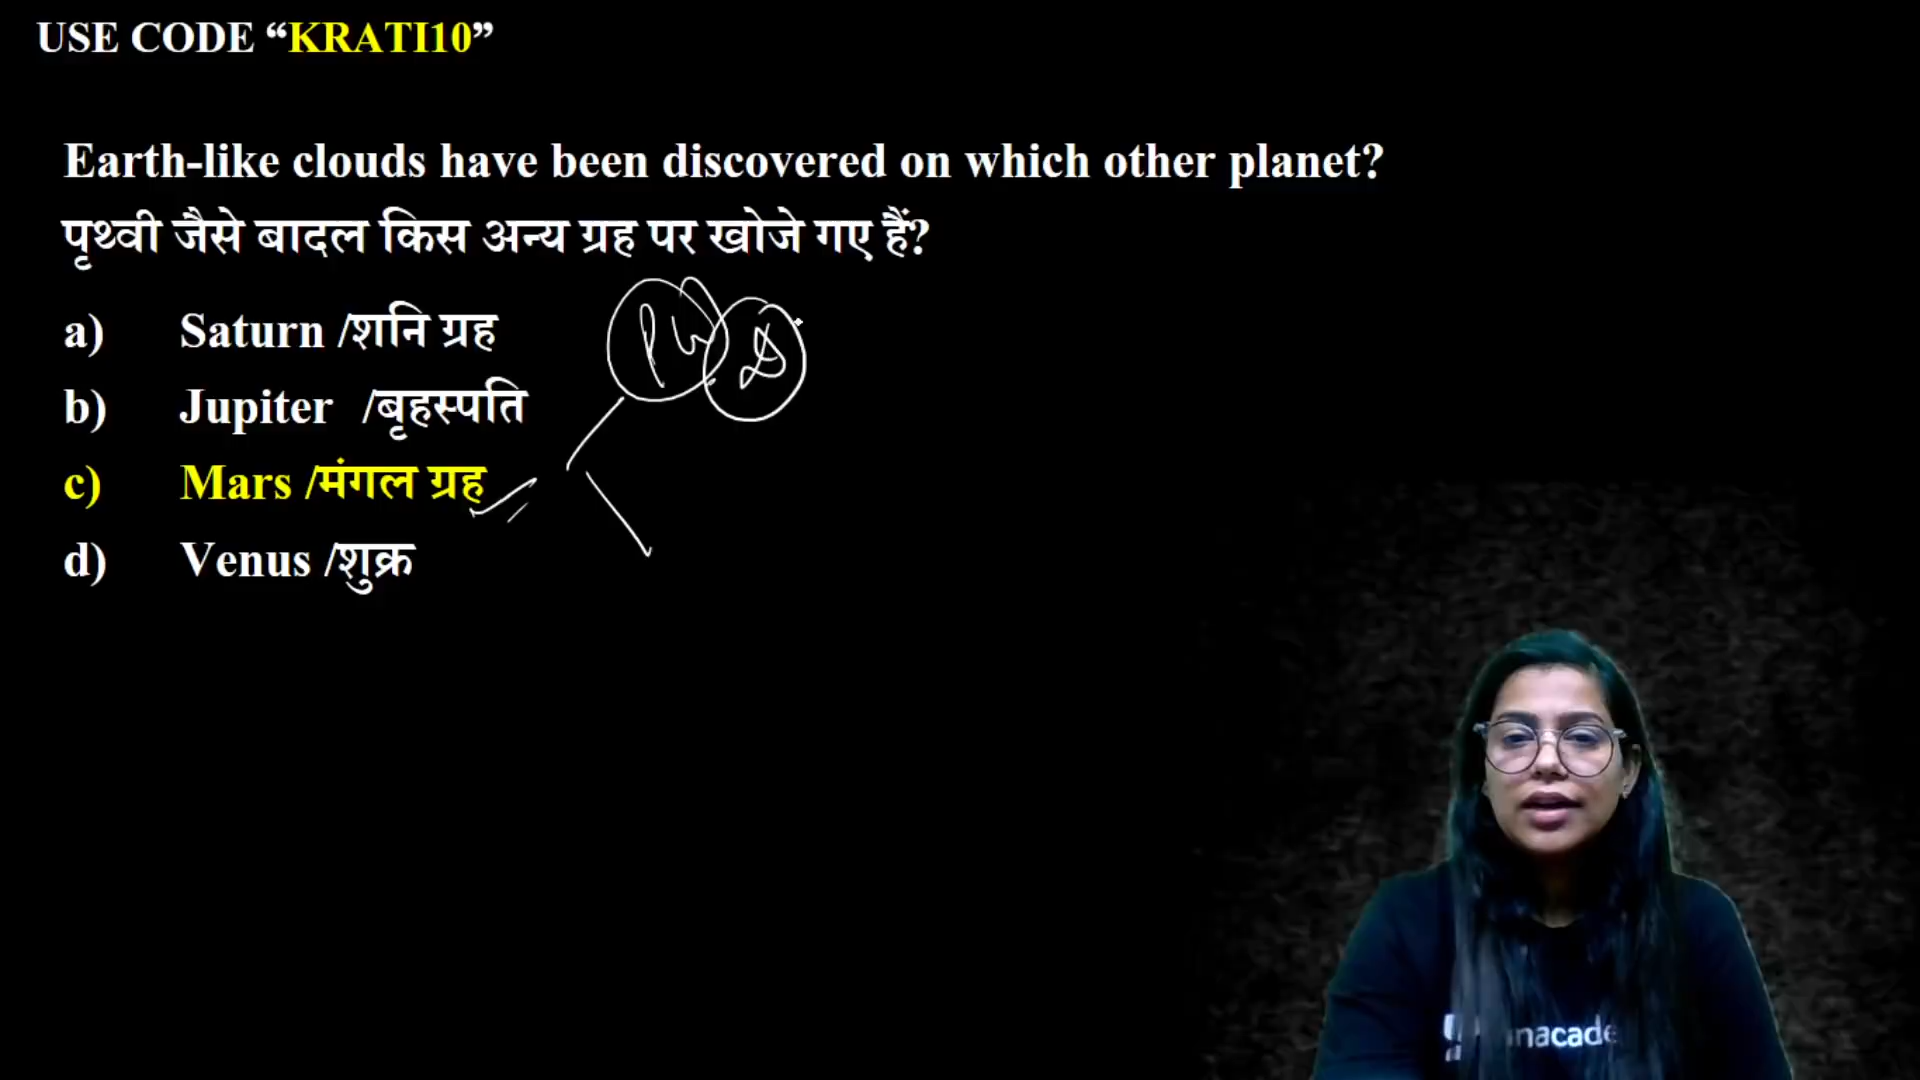 USE CODE “KRATI10”
Earth-like clouds have been discovered on which other planet?
पृथ्वी जैसे बादल किस अन्य ग्रह पर खोजे गए हैं?
a) Saturn /शनि ग्रह
b) Jupiter /बृहस्पति
c) Mars /मंगल ग्रह
d) Venus /शुक्र